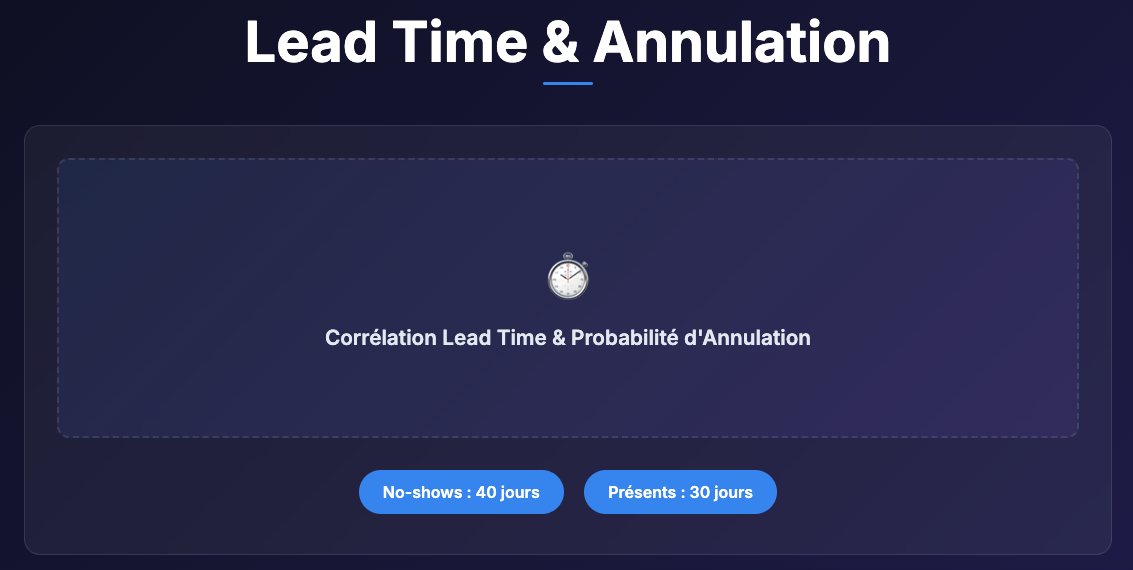 Lead Time & Annulation
Corrélation Lead Time & Probabilité d'Annulation
No-shows : 40 jours
Présents : 30 jours